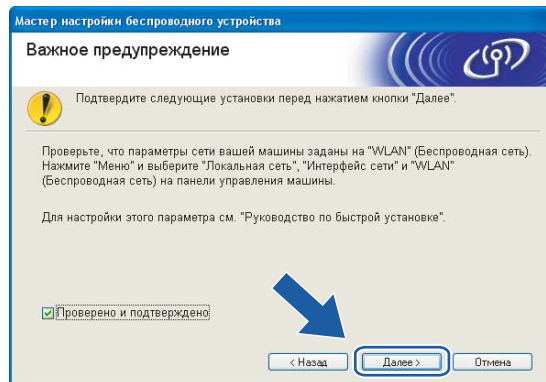 Мастер настройки беспроводного устройства
Важное предупреждение
Подтвердите следующие установки перед нажатием кнопки "Далее".
Проверьте, что параметры сети вашей машины заданы на "WLAN" (Беспроводная сеть).
Нажмите "Меню" и выберите "Локальная сеть", "Интерфейс сети" и "WLAN"
(Беспроводная сеть) на панели управления машины.
Для настройки этого параметра см. "Руководство по быстрой установке".
Проверено и подтверждено
< Назад Далее > Отмена